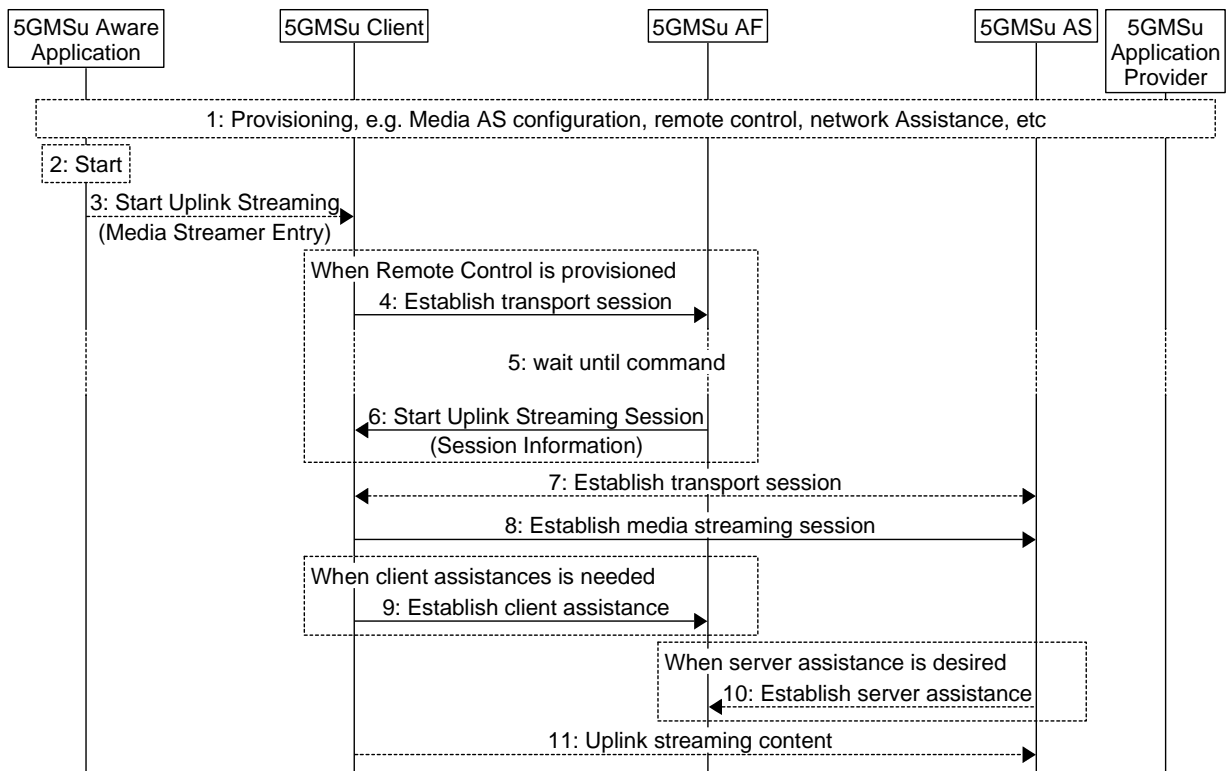 5GMSu Aware
Application
5GMSu Client
5GMSu AF
5GMSu AS
5GMSu
Application
Provider
1: Provisioning, e.g. Media AS configuration, remote control, network Assistance, etc
2: Start
3: Start Uplink Streaming
(Media Streamer Entry)
When Remote Control is provisioned
4: Establish transport session
5: wait until command
6: Start Uplink Streaming Session
(Session Information)
7: Establish transport session
8: Establish media streaming session
When client assistances is needed
9: Establish client assistance
When server assistance is desired
10: Establish server assistance
11: Uplink streaming content